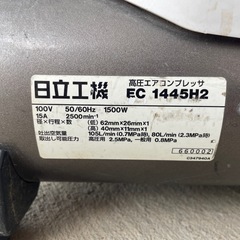 日立工機
高圧エアコンプレッサ
EC 1445H2
100V 50/60Hz 1500W
15A 2500min⁻¹
径×行程×数 (低) 62mm×26mm×1
(高) 40mm×11mm×1
吐出空気量 105L/min (0.7MPa時), 80L/min (2.3MPa時)
取出し可能圧力 高圧用 2.5MPa, 一般用 0.8MPa
660002
C347940A